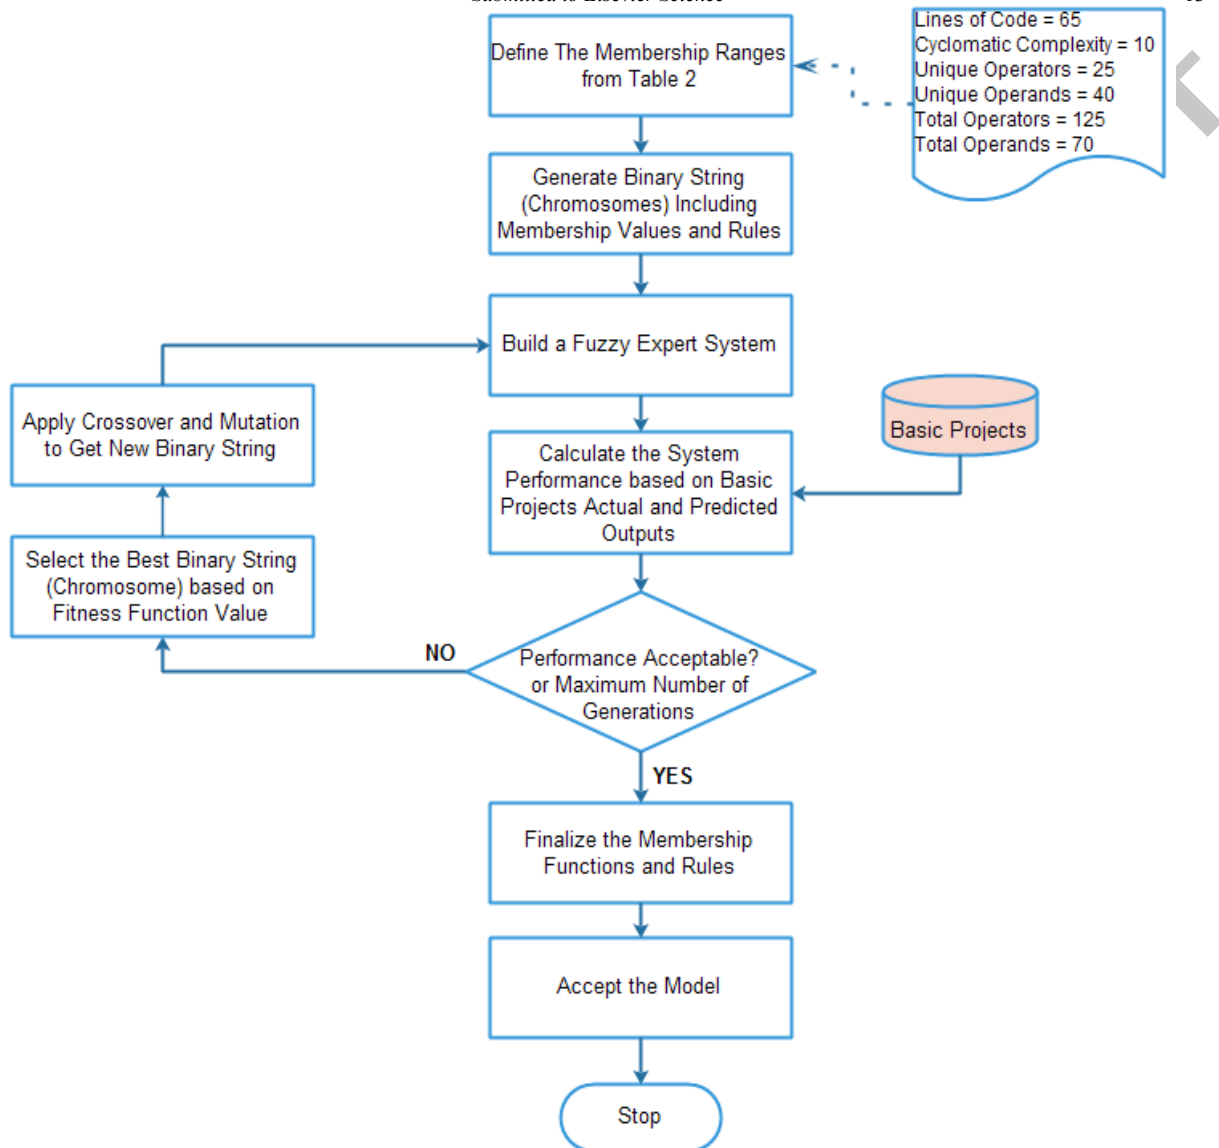 Define The Membership Ranges
from Table 2
Lines of Code = 65
Cyclomatic Complexity = 10
Unique Operators = 25
Unique Operands = 40
Total Operators = 125
Total Operands = 70
Generate Binary String
(Chromosomes) Including
Membership Values and Rules
Build a Fuzzy Expert System
Apply Crossover and Mutation
to Get New Binary String
Basic Projects
Calculate the System
Performance based on Basic
Projects Actual and Predicted
Outputs
Select the Best Binary String
(Chromosome) based on
Fitness Function Value
NO
Performance Acceptable?
or Maximum Number of
Generations
YES
Finalize the Membership
Functions and Rules
Accept the Model
Stop